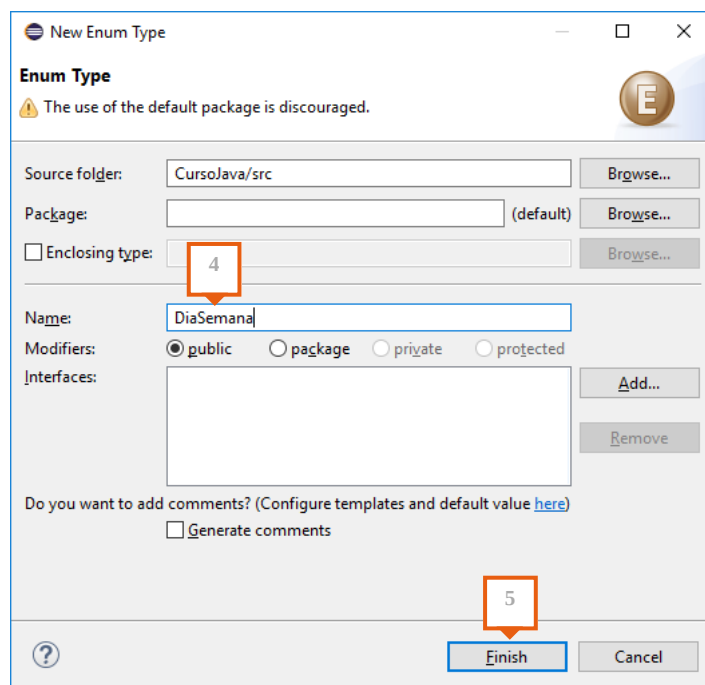 New Enum Type
Enum Type
The use of the default package is discouraged.
E
Source folder: CursoJava/src Browse...
Package: (default) Browse...
Enclosing type: Browse...
4
Name: DiaSemana
Modifiers: public package private protected
Interfaces: Add...
Remove
Do you want to add comments? (Configure templates and default value here)
Generate comments
5
? Finish Cancel